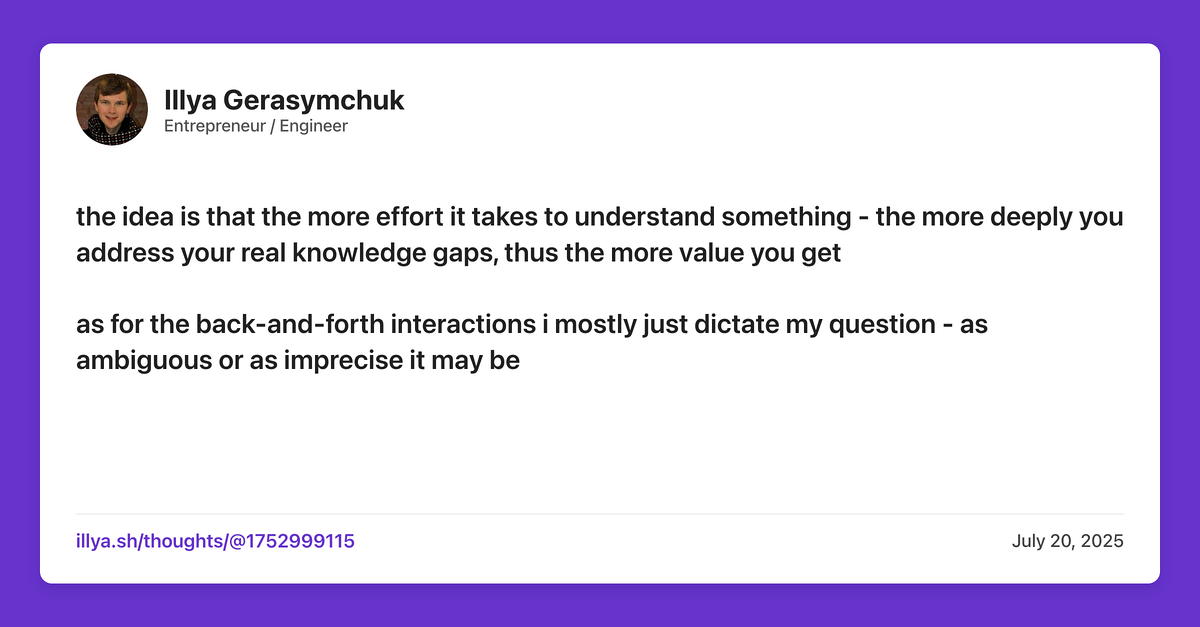 Illya Gerasymchuk
Entrepreneur / Engineer
the idea is that the more effort it takes to understand something - the more deeply you
address your real knowledge gaps, thus the more value you get
as for the back-and-forth interactions i mostly just dictate my question - as
ambiguous or as imprecise it may be
illya.sh/thoughts/@1752999115
July 20, 2025